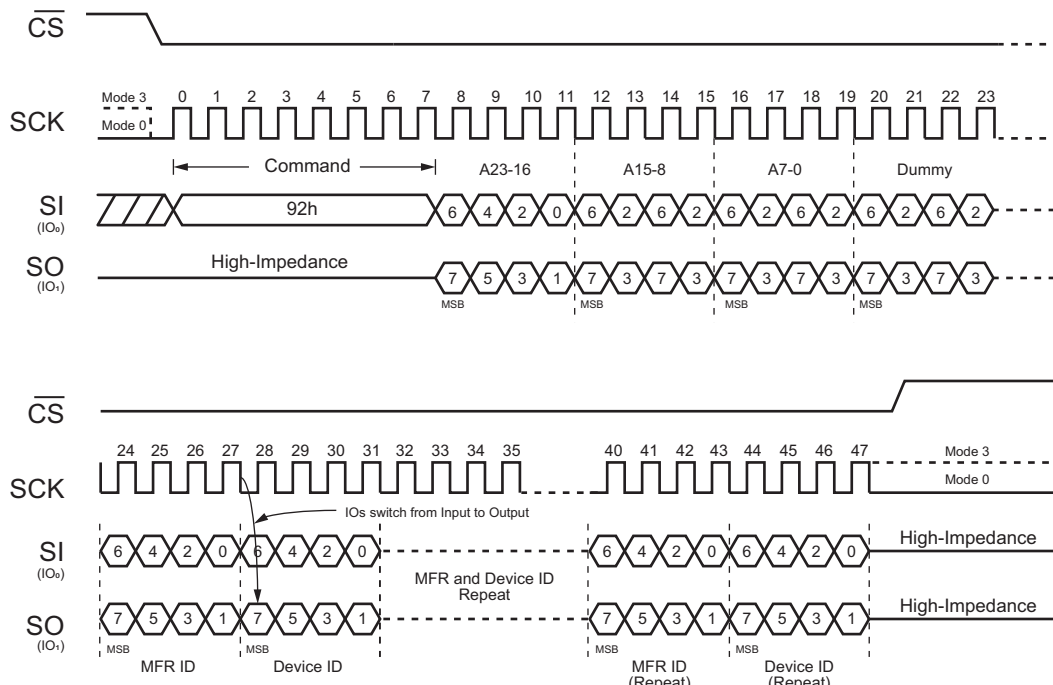 CS
Mode 3
0 1 2 3 4 5 6 7 8 9 10 11 12 13 14 15 16 17 18 19 20 21 22 23
SCK
Mode 0
Command
A23-16 A15-8 A7-0 Dummy
SI
(IO₀)
92h
6 4 2 0 6 2 6 2 6 2 6 2 6 2 6 2
SO
(IO₁)
High-Impedance
7 5 3 1 7 3 7 3 7 3 7 3 7 3 7 3
MSB MSB MSB MSB
CS
24 25 26 27 28 29 30 31 32 33 34 35 40 41 42 43 44 45 46 47
Mode 3
SCK
Mode 0
IOs switch from Input to Output
SI
(IO₀)
6 4 2 0 6 4 2 0 6 4 2 0 6 4 2 0
High-Impedance
MFR and Device ID
Repeat
SO
(IO₁)
7 5 3 1 7 5 3 1 7 5 3 1 7 5 3 1
High-Impedance
MSB MSB MSB MSB
MFR ID Device ID MFR ID Device ID
(Repeat) (Repeat)